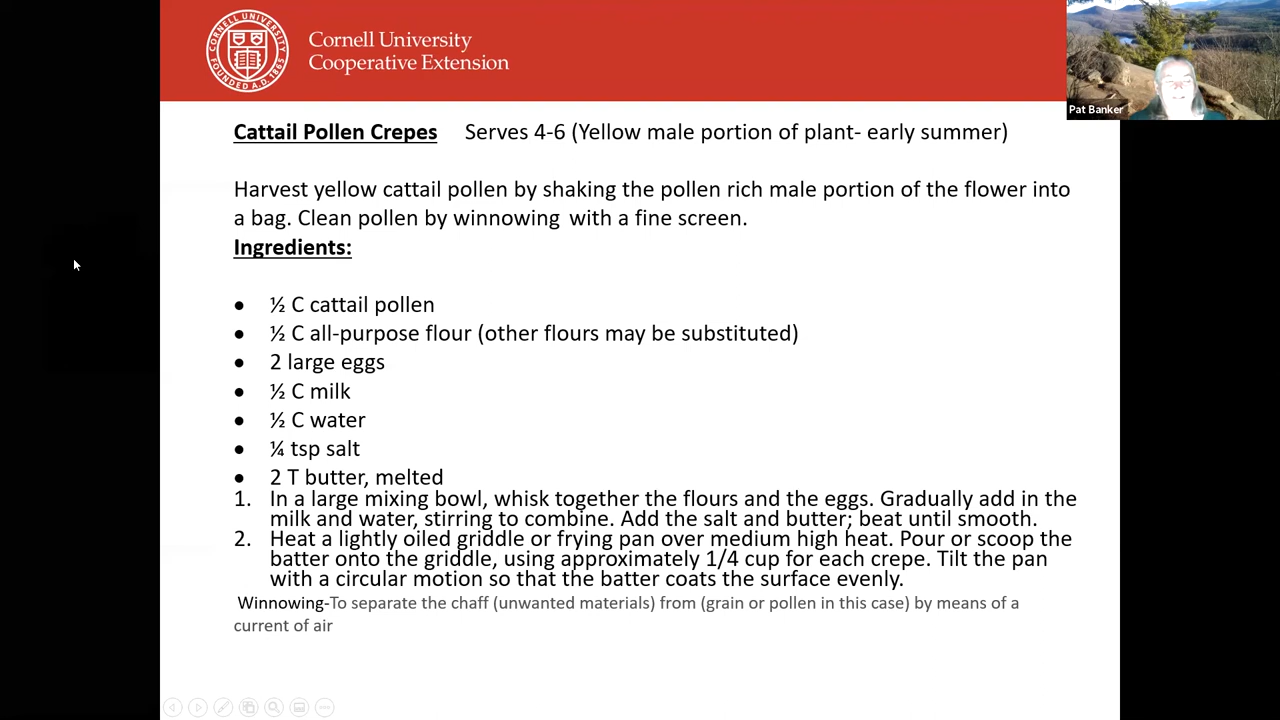 CORNELL UNIVERSITY
FOUNDED A.D. 1865
Cornell University
Cooperative Extension
Pat Banker
Cattail Pollen Crepes Serves 4-6 (Yellow male portion of plant- early summer)
Harvest yellow cattail pollen by shaking the pollen rich male portion of the flower into
a bag. Clean pollen by winnowing with a fine screen.
Ingredients:
• ½ C cattail pollen
• ½ C all-purpose flour (other flours may be substituted)
• 2 large eggs
• ½ C milk
• ½ C water
• ¼ tsp salt
• 2 T butter, melted
1. In a large mixing bowl, whisk together the flours and the eggs. Gradually add in the
milk and water, stirring to combine. Add the salt and butter; beat until smooth.
2. Heat a lightly oiled griddle or frying pan over medium high heat. Pour or scoop the
batter onto the griddle, using approximately 1/4 cup for each crepe. Tilt the pan
with a circular motion so that the batter coats the surface evenly.
Winnowing-To separate the chaff (unwanted materials) from (grain or pollen in this case) by means of a
current of air